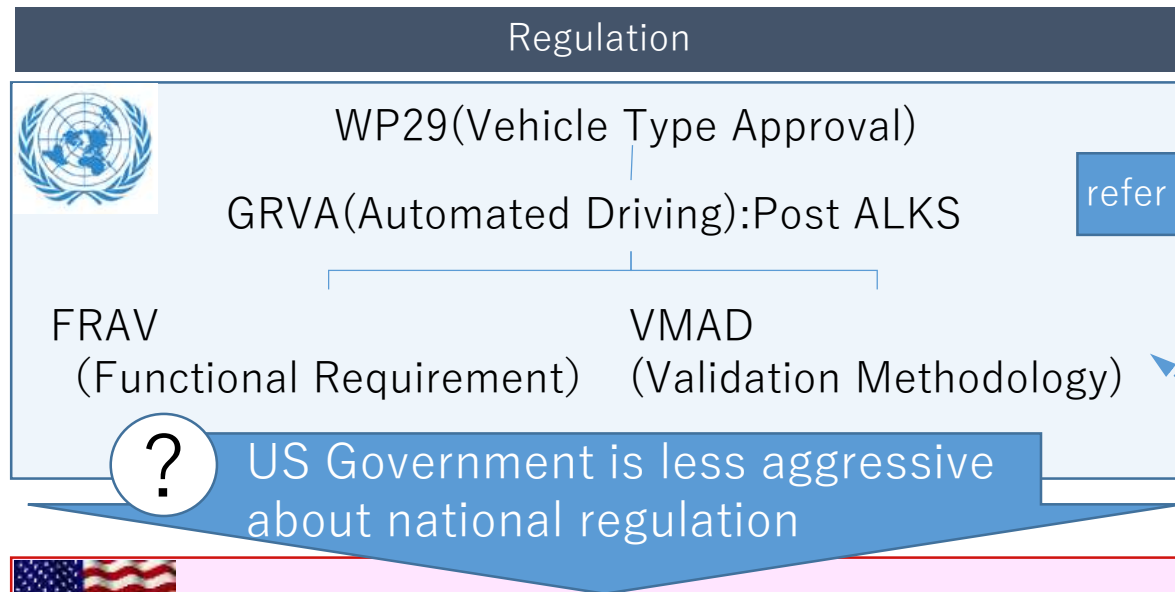 Regulation
WP29(Vehicle Type Approval)
GRVA(Automated Driving):Post ALKS
refer
FRAV
(Functional Requirement)
VMAD
(Validation Methodology)
?
US Government is less aggressive
about national regulation